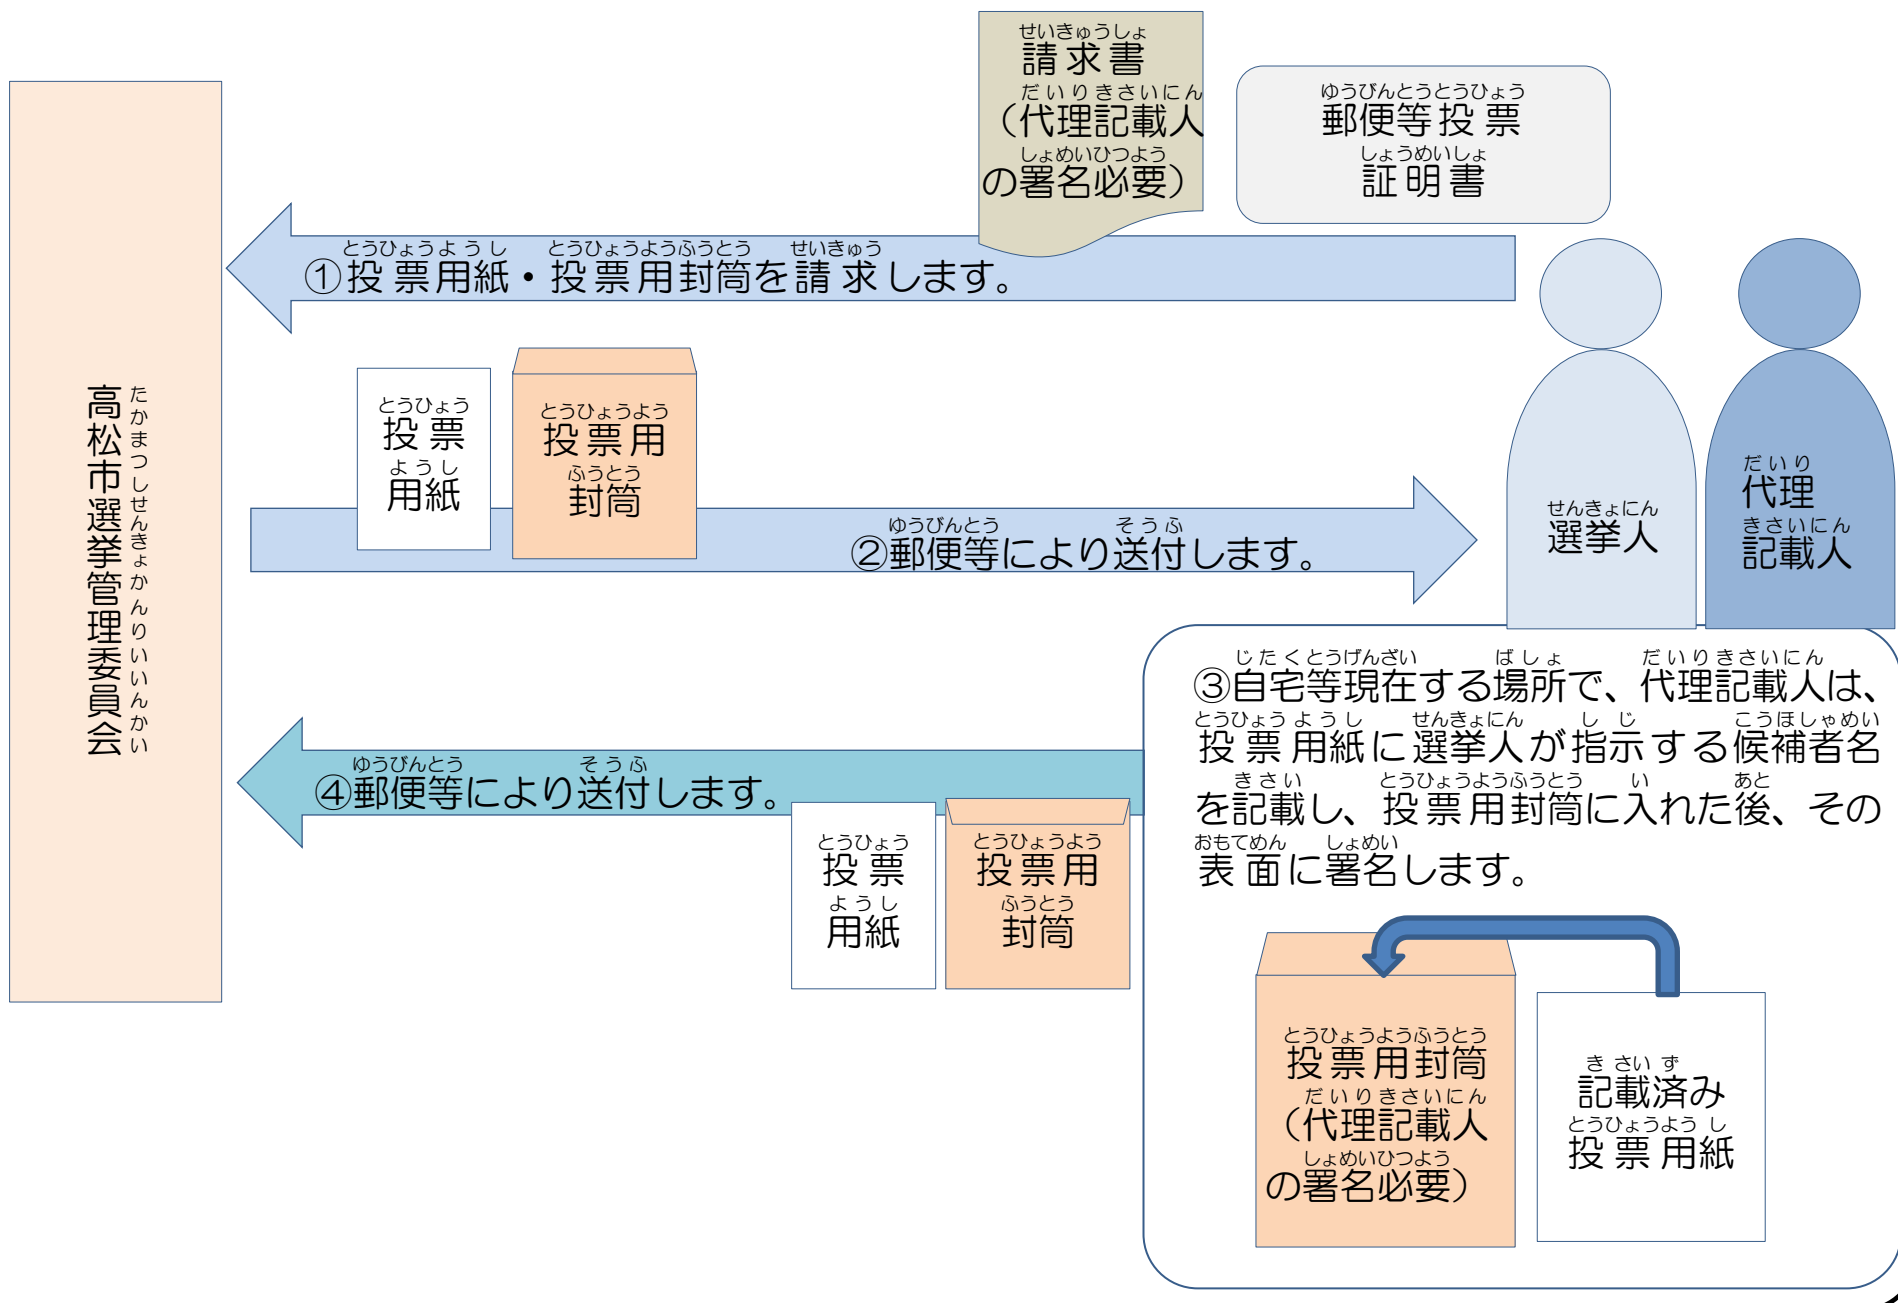 せいきゅうしょ
請求書
だいりきさいにん
（代理記載人
しょめいひつよう
の署名必要）
ゆうびんとうとうひょう
郵便等投票
しょうめいしょ
証明書
とうひょうようし とうひょうようふうとう せいきゅう
①投票用紙・投票用封筒を請求します。
たかまつしせんきょかんりいいんかい
高松市選挙管理委員会
とうひょう
投票
ようし
用紙
とうひょうよう
投票用
ふうとう
封筒
ゆうびんとう そうふ
②郵便等により送付します。
せんきょにん
選挙人
だいり
代理
きさいにん
記載人
じたくとうげんざい ばしょ だいりきさいにん
③自宅等現在する場所で、代理記載人は、
とうひょうようし せんきょにん しじ こうほしゃめい
投票用紙に選挙人が指示する候補者名
きさい とうひょうようふうとう い あと
を記載し、投票用封筒に入れた後、その
おもてめん しょめい
表面に署名します。
ゆうびんとう そうふ
④郵便等により送付します。
とうひょう
投票
ようし
用紙
とうひょうよう
投票用
ふうとう
封筒
とうひょうようふうとう
投票用封筒
だいりきさいにん
（代理記載人
しょめいひつよう
の署名必要）
きさいず
記載済み
とうひょうようし
投票用紙